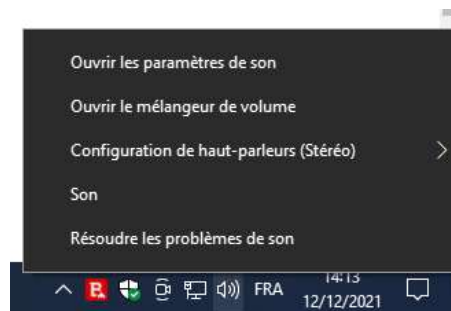 Ouvrir les paramètres de son
Ouvrir le mélangeur de volume
Configuration de haut-parleurs (Stéréo)
Son
Résoudre les problèmes de son
FRA
14:13
12/12/2021